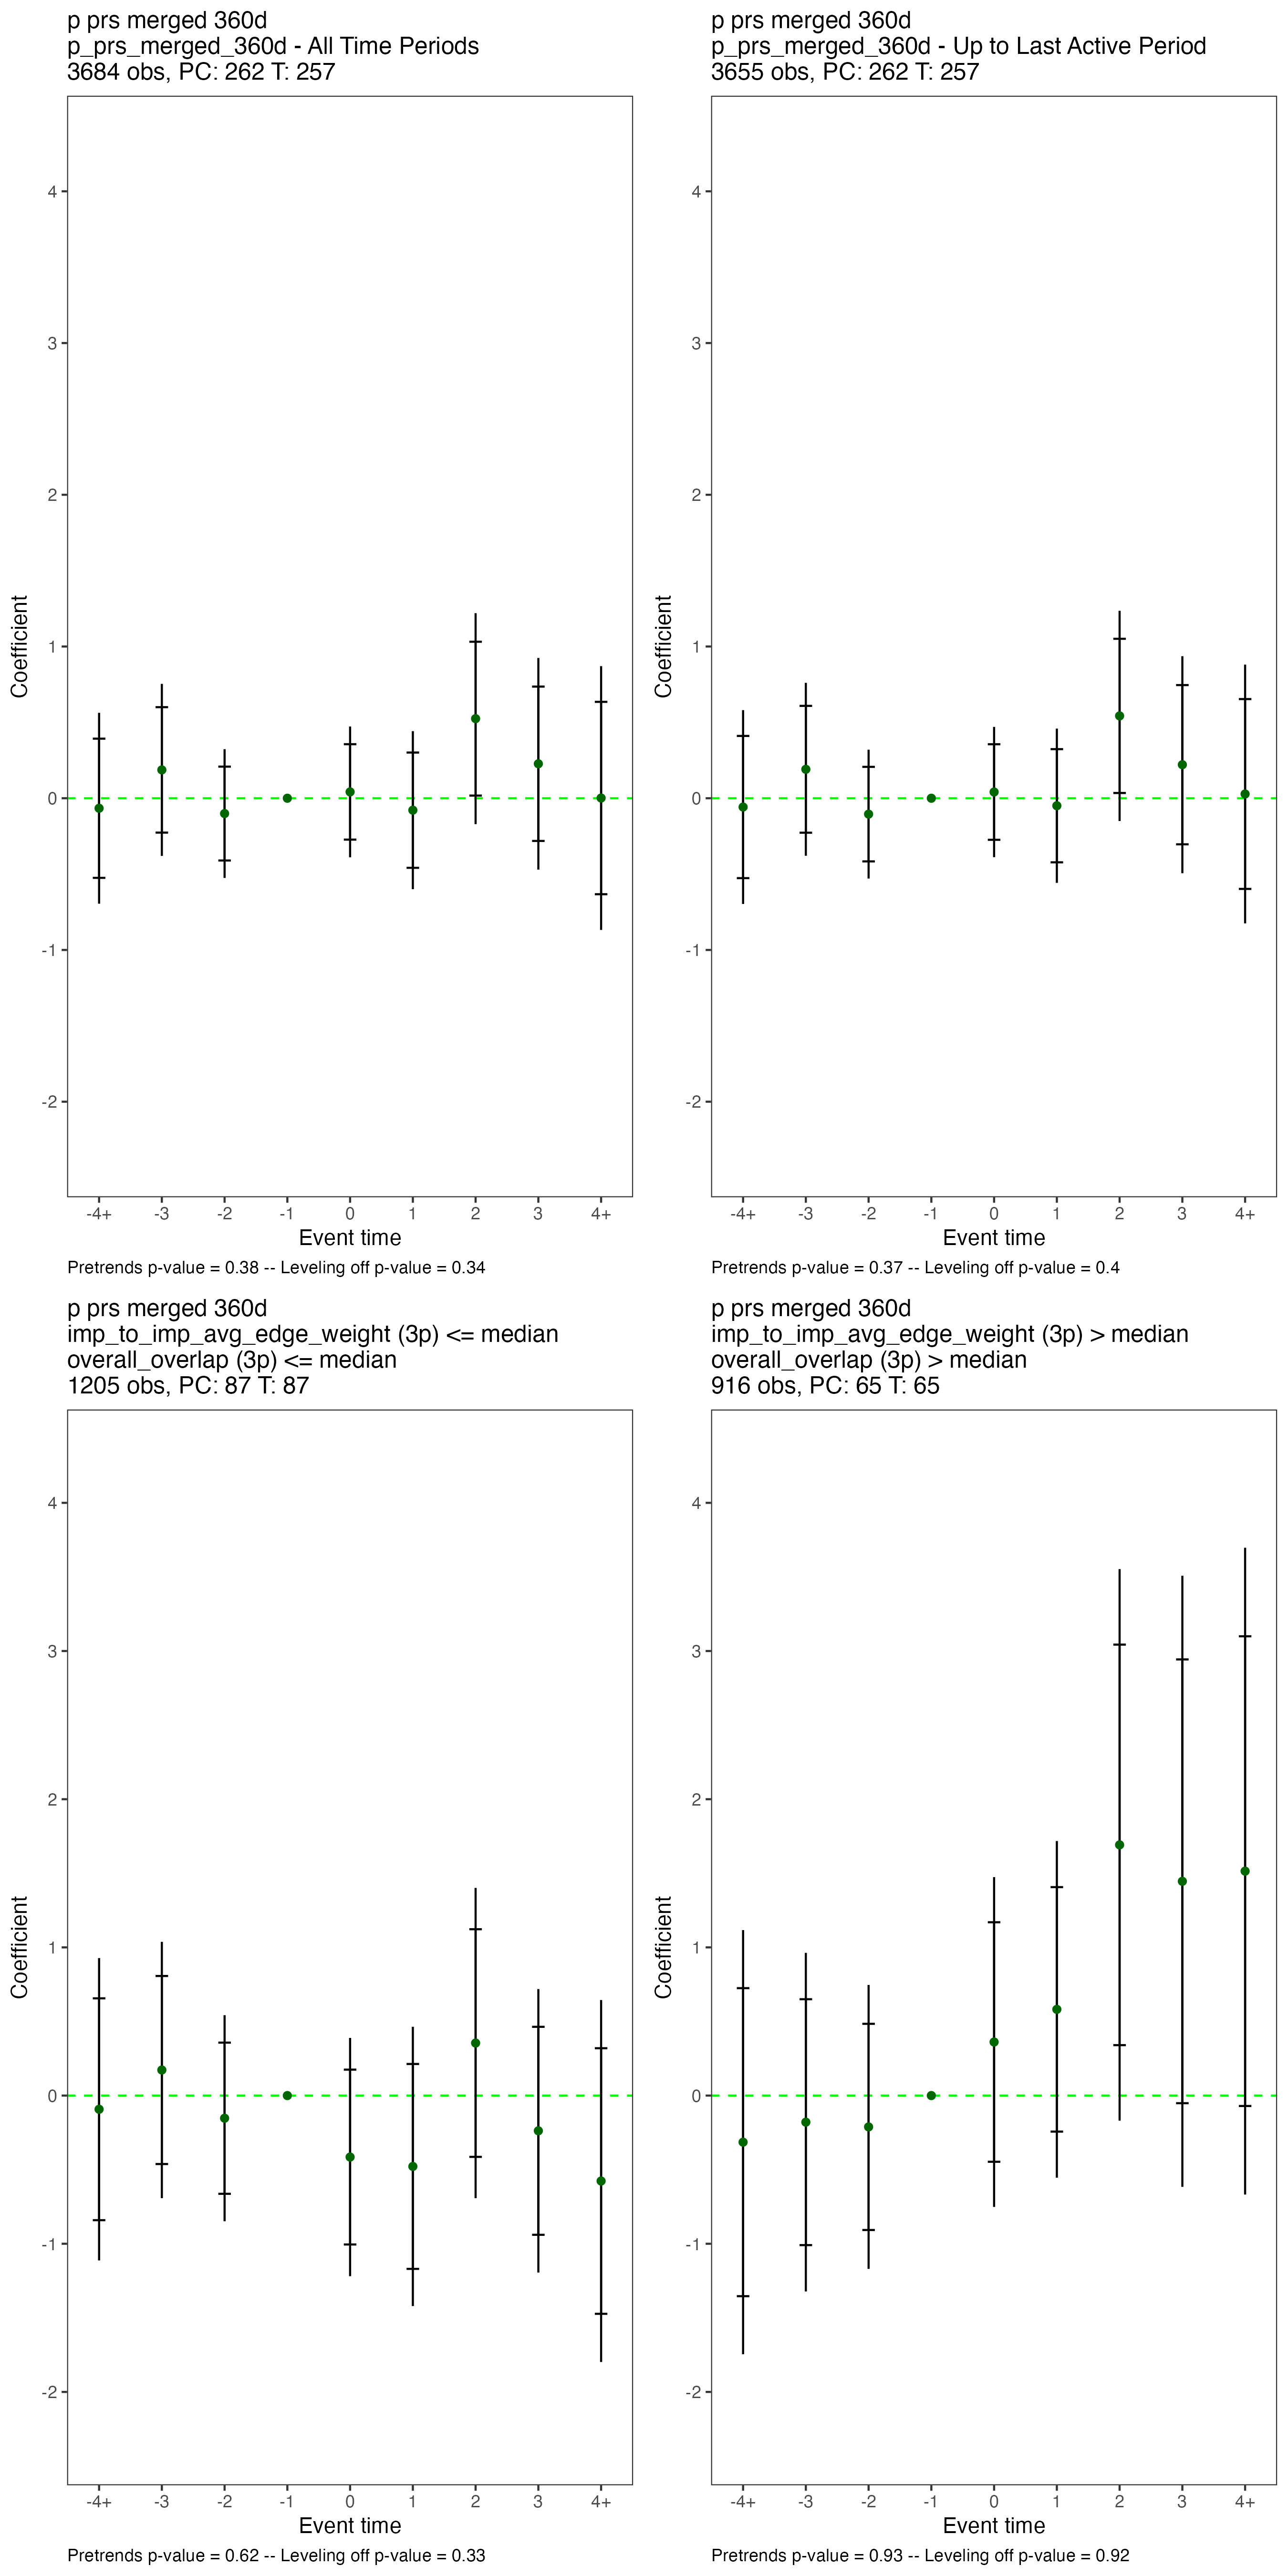 p prs merged 360d
p_prs_merged_360d - All Time Periods
3684 obs, PC: 262 T: 257
4
3
2
1
0
-1
-2
Coefficient
-4+ -3 -2 -1 0 1 2 3 4+
Event time
Pretrends p-value = 0.38 -- Leveling off p-value = 0.34
p prs merged 360d
p_prs_merged_360d - Up to Last Active Period
3655 obs, PC: 262 T: 257
4
3
2
1
0
-1
-2
Coefficient
-4+ -3 -2 -1 0 1 2 3 4+
Event time
Pretrends p-value = 0.37 -- Leveling off p-value = 0.4
p prs merged 360d
imp_to_imp_avg_edge_weight (3p) <= median
overall_overlap (3p) <= median
1205 obs, PC: 87 T: 87
4
3
2
1
0
-1
-2
Coefficient
-4+ -3 -2 -1 0 1 2 3 4+
Event time
Pretrends p-value = 0.62 -- Leveling off p-value = 0.33
p prs merged 360d
imp_to_imp_avg_edge_weight (3p) > median
overall_overlap (3p) > median
916 obs, PC: 65 T: 65
4
3
2
1
0
-1
-2
Coefficient
-4+ -3 -2 -1 0 1 2 3 4+
Event time
Pretrends p-value = 0.93 -- Leveling off p-value = 0.92